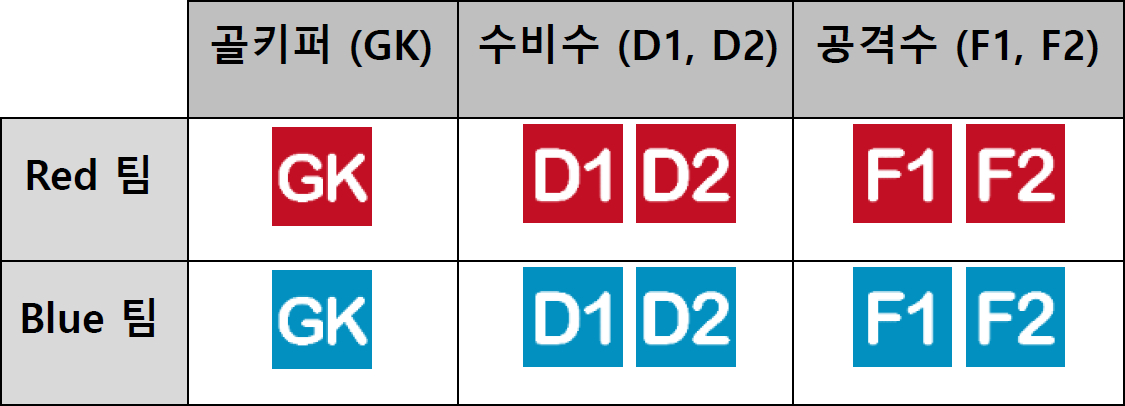 골키퍼 (GK) 수비수 (D1, D2) 공격수 (F1, F2)
Red 팀 GK D1 D2 F1 F2
Blue 팀 GK D1 D2 F1 F2